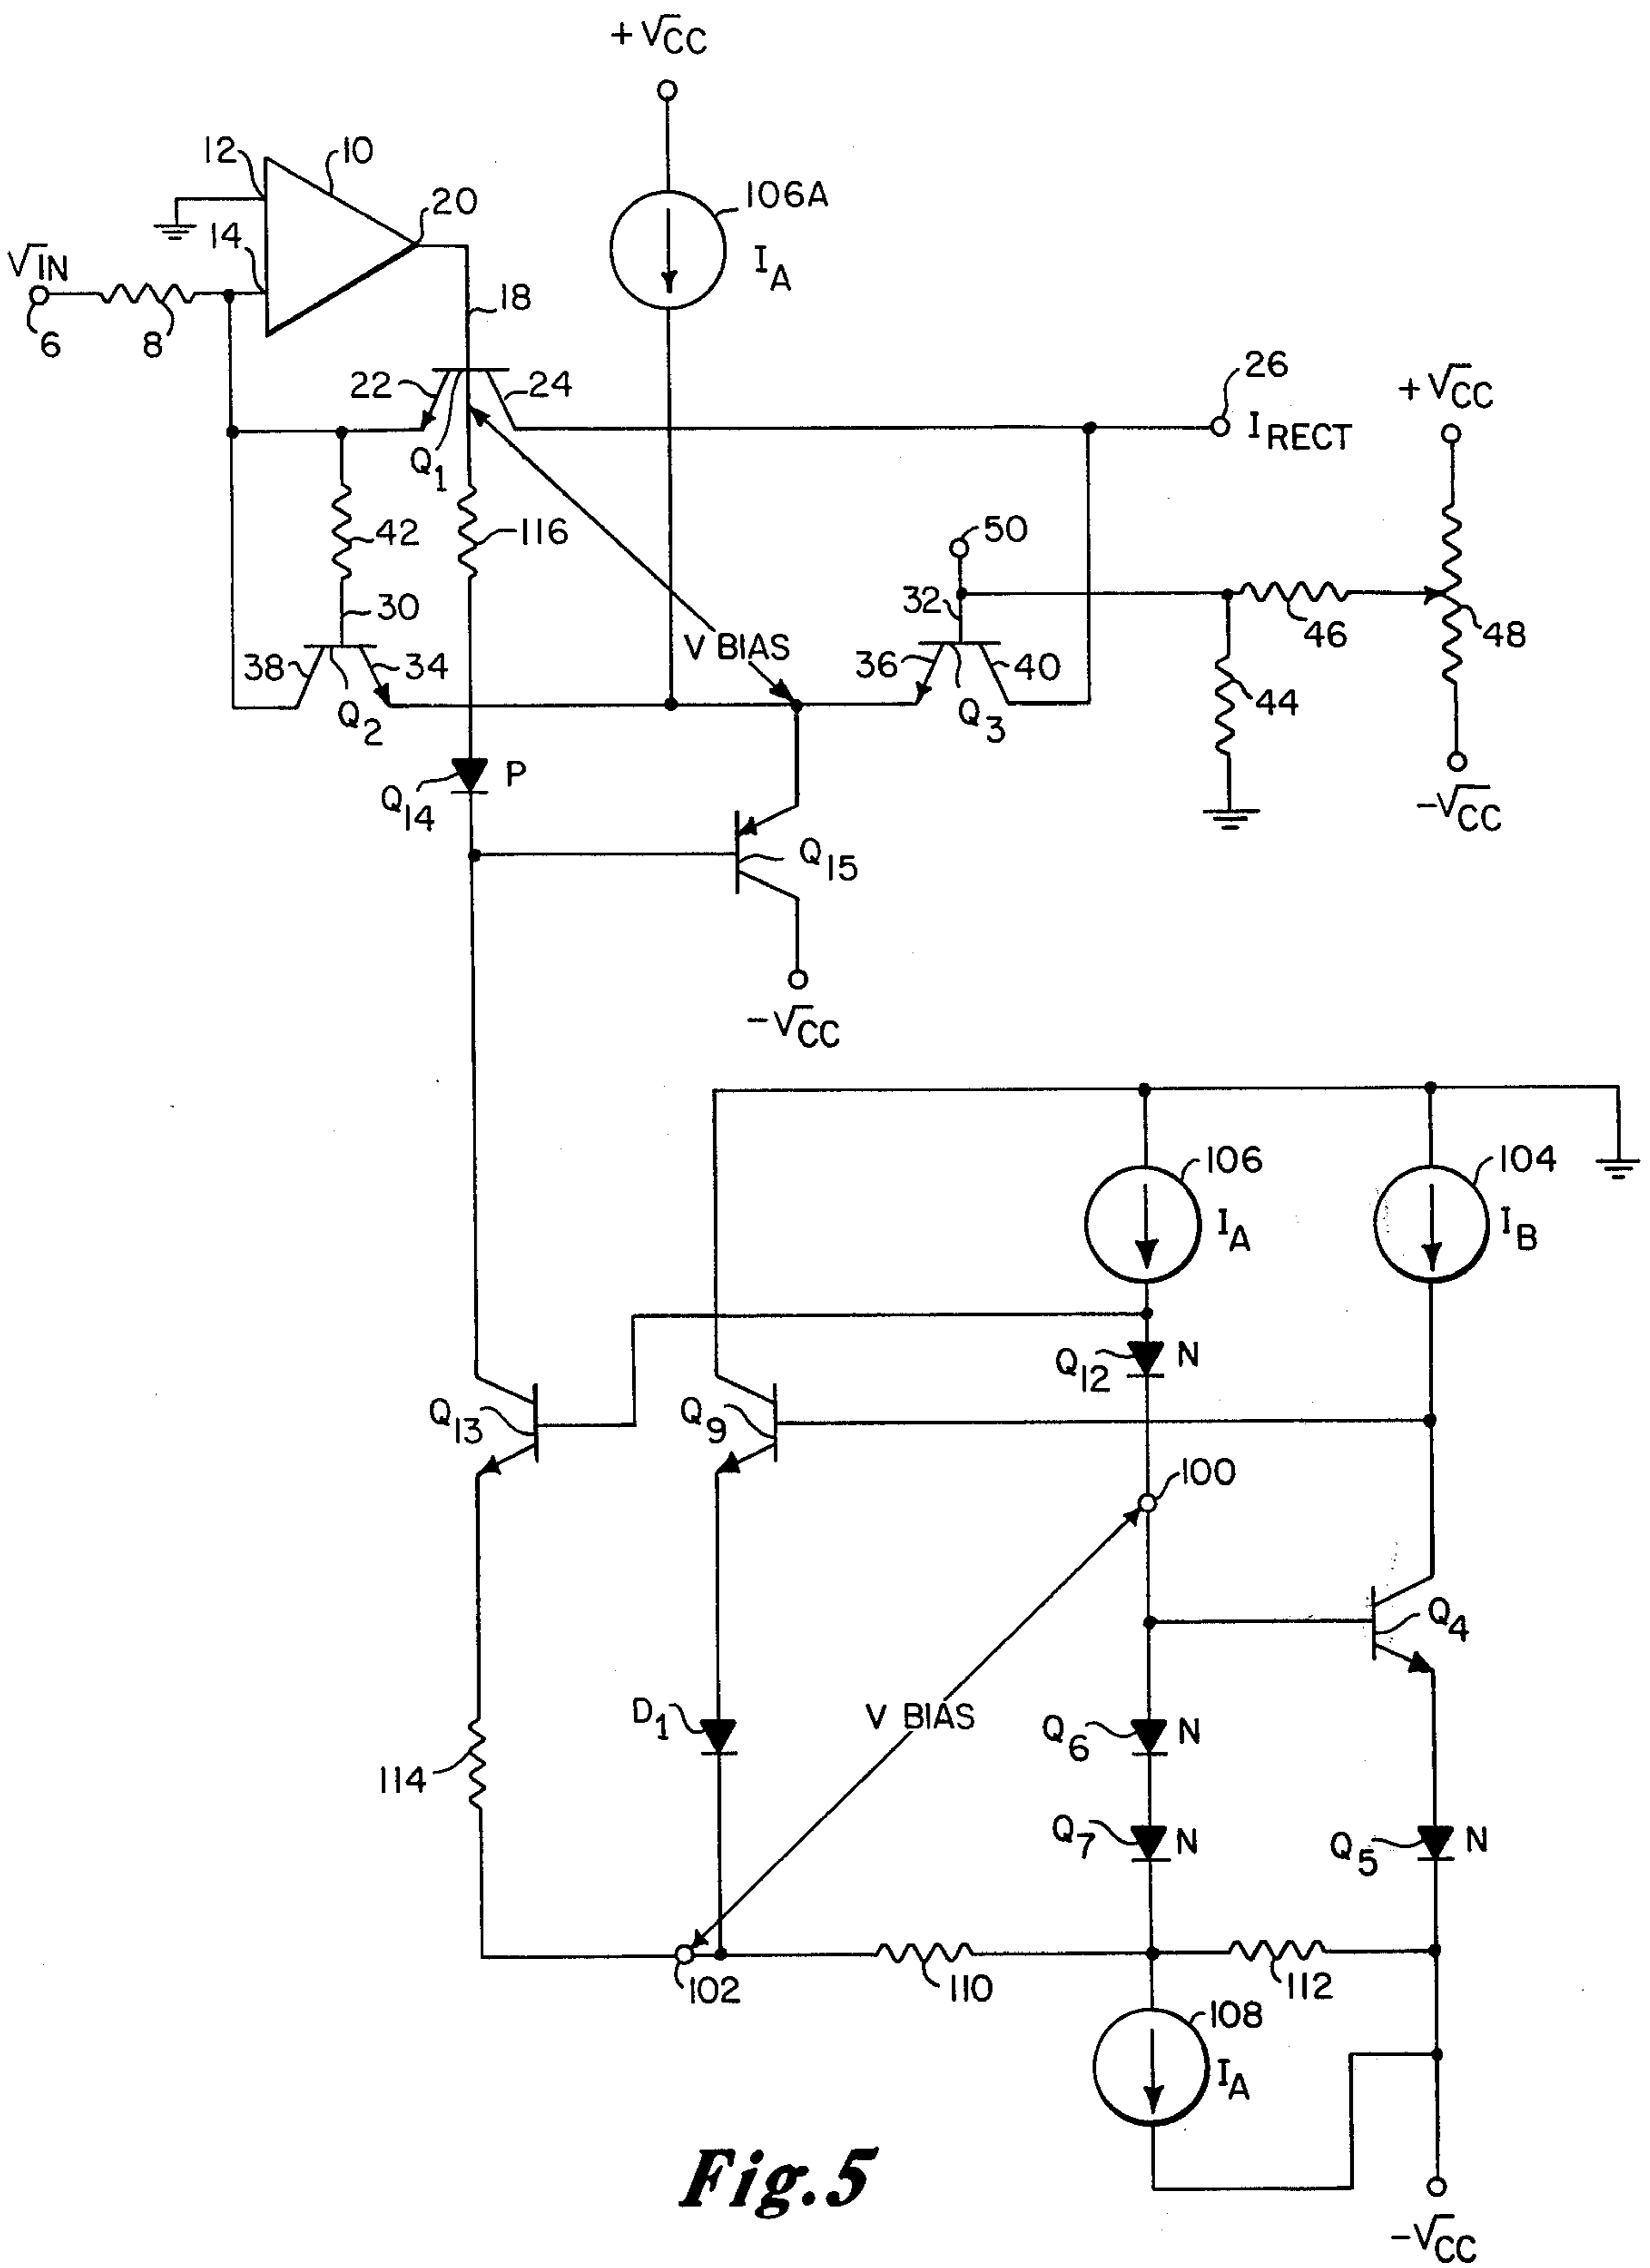 +VCC
12
10
20
106A
IA
14
VIN
6
8
18
22
24
26
IRECT
+VCC
Q1
42
116
50
30
32
46
48
V BIAS
38
34
36
40
44
Q2
Q3
P
Q14
-VCC
Q15
-VCC
106
104
IA
IB
Q12
N
Q13
Q9
100
Q4
D1
V BIAS
Q6
N
114
Q7
N
Q5
N
102
110
112
108
IA
-VCC
Fig.5